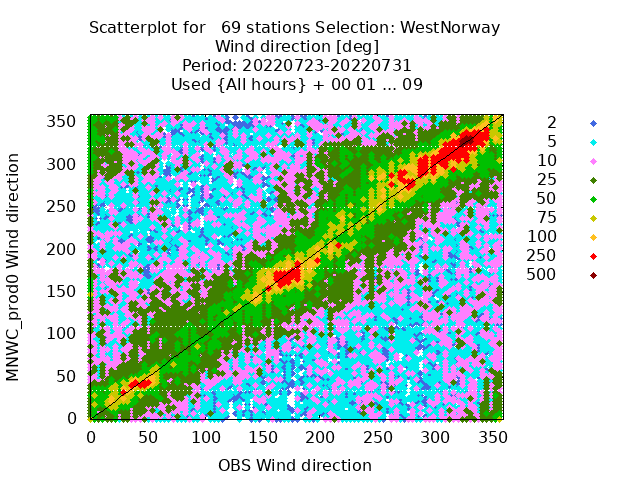 Scatterplot for   69 stations Selection: WestNorway
Wind direction [deg]
Period: 20220723-20220731
Used {All hours} + 00 01 ... 09
MNWC_prod0 Wind direction
350
300
250
200
150
100
50
0
0 50 100 150 200 250 300 350
OBS Wind direction
2
5
10
25
50
75
100
250
500